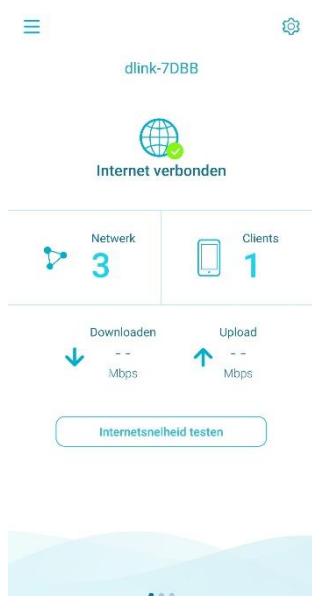 dlink-7DBB
Internet verbonden
Netwerk
3
Clients
1
Downloaden
--
Mbps
Upload
--
Mbps
Internetsnelheid testen